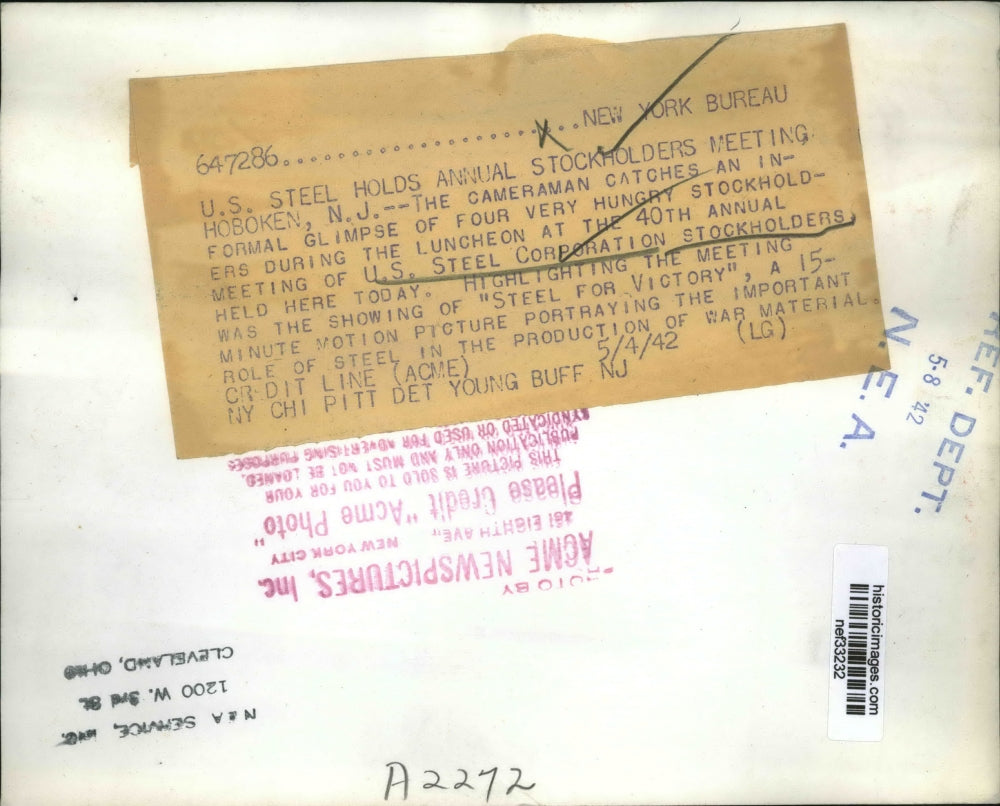 647286......................NEW YORK BUREAU
U.S. STEEL HOLDS ANNUAL STOCKHOLDERS MEETING
HOBOKEN, N.J.--THE CAMERAMAN CATCHES AN IN-
FORMAL GLIMPSE OF FOUR VERY HUNGRY STOCKHOLD-
ERS DURING THE LUNCHEON AT THE 40TH ANNUAL
MEETING OF U.S. STEEL CORPORATION STOCKHOLDERS
HELD HERE TODAY. HIGHLIGHTING THE MEETING
WAS THE SHOWING OF "STEEL FOR VICTORY", A 15-
MINUTE MOTION PICTURE PORTRAYING THE IMPORTANT
ROLE OF STEEL IN THE PRODUCTION OF WAR MATERIAL.
CREDIT LINE (ACME) 5/4/42 (LG)
NY CHI PITT DET YOUNG BUFF NJ
REF. DEPT.
5-8 '42
N. E. A.
PHOTO BY
ACME NEWSPICTURES, Inc.
461 EIGHTH AVE., NEW YORK CITY
Please Credit "Acme Photo"
THIS PICTURE IS SOLD TO YOU FOR YOUR
PUBLICATION ONLY AND MUST NOT BE LOANED,
SYNDICATED OR USED FOR ADVERTISING PURPOSES
historicimages.com
nef33232
NEA SERVICE, INC.
1200 W. 3rd St.
CLEVELAND, OHIO
A2272